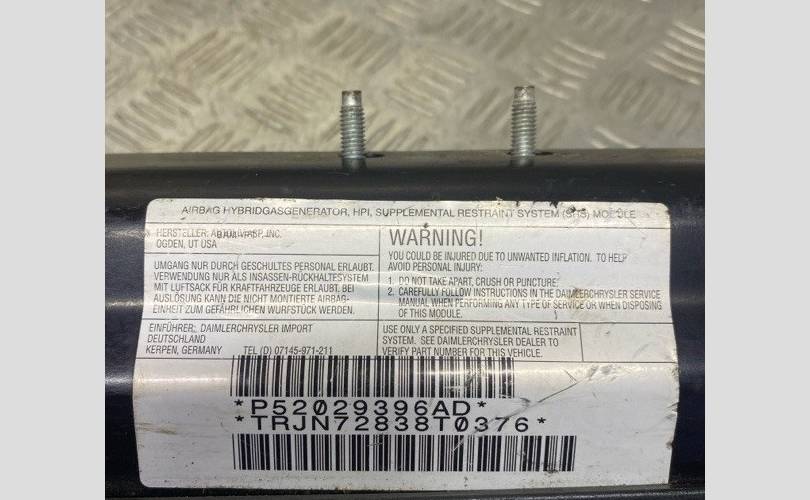 AIRBAG HYBRIDGASGENERATOR, HPI, SUPPLEMENTAL RESTRAINT SYSTEM (SRS) MODULE
HERSTELLER: INC.
OGDEN, UT USA
UMGANG NUR DURCH GESCHULTES PERSONAL ERLAUBT.
VERWENDUNG NUR ALS INSASSEN-RÜCKHALTESYSTEM
MIT LUFTSACK FÜR KRAFTFAHRZEUGE ERLAUBT. BEI
AUSLÖSUNG KANN DIE NICHT MONTIERTE AIRBAG-
EINHEIT ZUM GEFÄHRLICHEN WURFSTÜCK WERDEN.
EINFÜHRER: DAIMLERCHRYSLER IMPORT
DEUTSCHLAND
KERPEN, GERMANY TEL (D) 07145-971-211
WARNING!
YOU COULD BE INJURED DUE TO UNWANTED INFLATION. TO HELP
AVOID PERSONAL INJURY:
1. DO NOT TAKE APART, CRUSH OR PUNCTURE.
2. CAREFULLY FOLLOW INSTRUCTIONS IN THE DAIMLERCHRYSLER SERVICE
MANUAL WHEN PERFORMING ANY TYPE OF SERVICE OR WHEN DISPOSING
OF THIS MODULE.
USE ONLY A SPECIFIED SUPPLEMENTAL RESTRAINT
SYSTEM. SEE DAIMLERCHRYSLER DEALER TO
VERIFY PART NUMBER FOR THIS VEHICLE.
*P52029396AD*
*TRJN72838T0376*